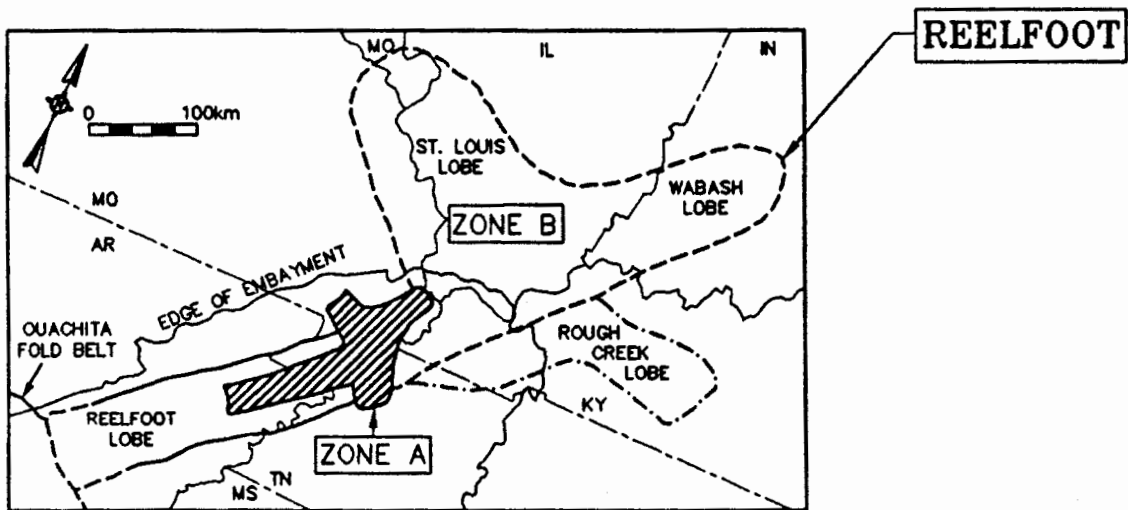 REELFOOT
MO
IL
IN
0 100km
ST. LOUIS
LOBE
WABASH
LOBE
MO
AR
ZONE B
EDGE OF EMBAYMENT
OUACHITA
FOLD BELT
ROUGH
CREEK
LOBE
REELFOOT
LOBE
KY
ZONE A
TN
MS